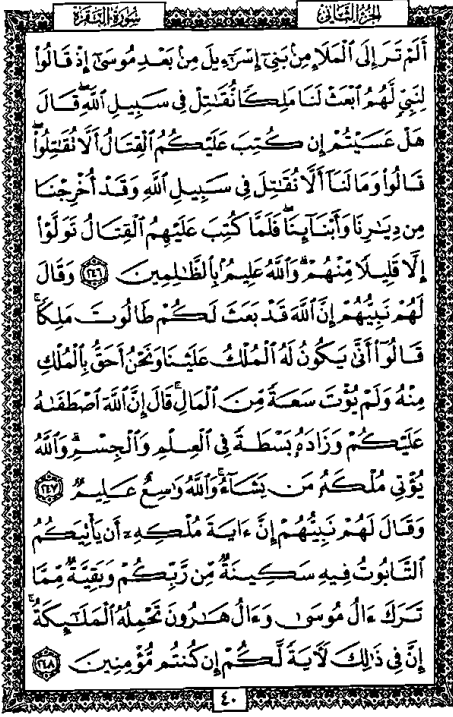 الجزء الثاني
سورة البقرة
أَلَمْ تَرَ إِلَى ٱلْمَلَإِ مِنۢ بَنِىٓ إِسْرَٰٓءِيلَ مِنۢ بَعْدِ مُوسَىٰٓ إِذْ قَالُوا۟
لِنَبِىٍّ لَّهُمُ ٱبْعَثْ لَنَا مَلِكًا نُّقَٰتِلْ فِى سَبِيلِ ٱللَّهِ ۖ قَالَ
هَلْ عَسَيْتُمْ إِن كُتِبَ عَلَيْكُمُ ٱلْقِتَالُ أَلَّا تُقَٰتِلُوا۟ ۖ
قَالُوا۟ وَمَا لَنَآ أَلَّا نُقَٰتِلَ فِى سَبِيلِ ٱللَّهِ وَقَدْ أُخْرِجْنَا
مِن دِيَٰرِنَا وَأَبْنَآئِنَا ۖ فَلَمَّا كُتِبَ عَلَيْهِمُ ٱلْقِتَالُ تَوَلَّوْا۟
إِلَّا قَلِيلًا مِّنْهُمْ ۗ وَٱللَّهُ عَلِيمٌۢ بِٱلظَّٰلِمِينَ ٢٤٦ وَقَالَ
لَهُمْ نَبِيُّهُمْ إِنَّ ٱللَّهَ قَدْ بَعَثَ لَكُمْ طَالُوتَ مَلِكًا ۚ
قَالُوٓا۟ أَنَّىٰ يَكُونُ لَهُ ٱلْمُلْكُ عَلَيْنَا وَنَحْنُ أَحَقُّ بِٱلْمُلْكِ
مِنْهُ وَلَمْ يُؤْتَ سَعَةً مِّنَ ٱلْمَالِ ۚ قَالَ إِنَّ ٱللَّهَ ٱصْطَفَىٰهُ
عَلَيْكُمْ وَزَادَهُۥ بَسْطَةً فِى ٱلْعِلْمِ وَٱلْجِسْمِ ۖ وَٱللَّهُ
يُؤْتِى مُلْكَهُۥ مَن يَشَآءُ ۚ وَٱللَّهُ وَٰسِعٌ عَلِيمٌ ٢٤٧
وَقَالَ لَهُمْ نَبِيُّهُمْ إِنَّ ءَايَةَ مُلْكِهِۦٓ أَن يَأْتِيَكُمُ
ٱلتَّابُوتُ فِيهِ سَكِينَةٌ مِّن رَّبِّكُمْ وَبَقِيَّةٌ مِّمَّا
تَرَكَ ءَالُ مُوسَىٰ وَءَالُ هَٰرُونَ تَحْمِلُهُ ٱلْمَلَٰٓئِكَةُ ۚ
إِنَّ فِى ذَٰلِكَ لَءَايَةً لَّكُمْ إِن كُنتُم مُّؤْمِنِينَ ٢٤٨
٤٠